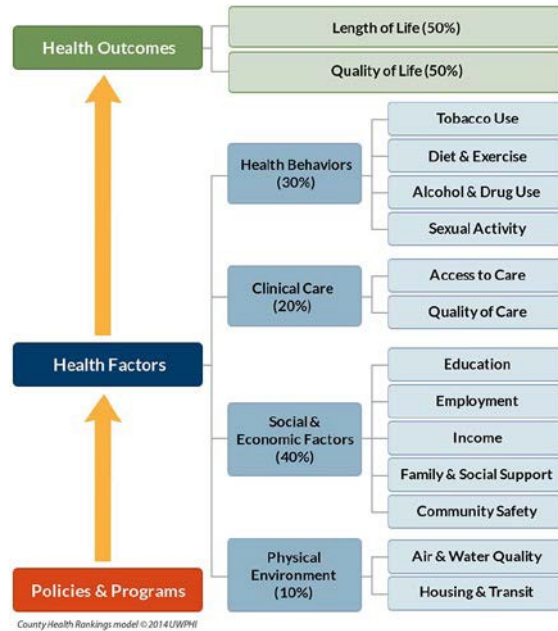 Health Outcomes
Length of Life (50%)
Quality of Life (50%)
Health Behaviors
(30%)
Tobacco Use
Diet & Exercise
Alcohol & Drug Use
Sexual Activity
Clinical Care
(20%)
Access to Care
Quality of Care
Health Factors
Social &
Economic Factors
(40%)
Education
Employment
Income
Family & Social Support
Community Safety
Physical
Environment
(10%)
Air & Water Quality
Housing & Transit
Policies & Programs
County Health Rankings model © 2014 UWPHI